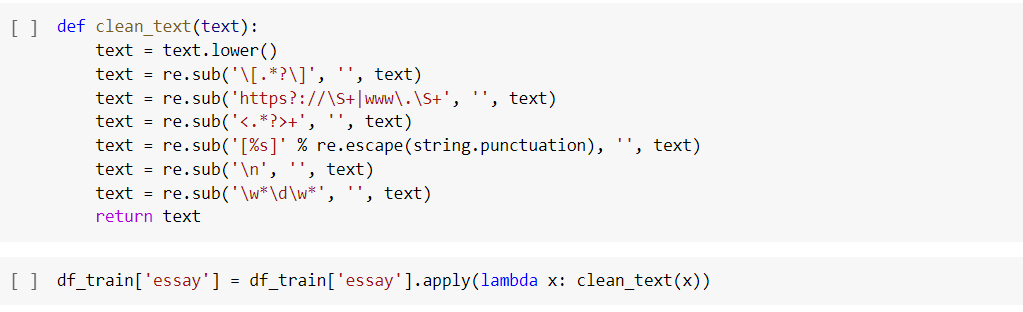 [ ] def clean_text(text):
text = text.lower()
text = re.sub('\[.*?\]', '', text)
text = re.sub('https?://\S+|www\.\S+', '', text)
text = re.sub('<.*?>+', '', text)
text = re.sub('[%s]' % re.escape(string.punctuation), '', text)
text = re.sub('\n', '', text)
text = re.sub('\w*\d\w*', '', text)
return text
[ ] df_train['essay'] = df_train['essay'].apply(lambda x: clean_text(x))